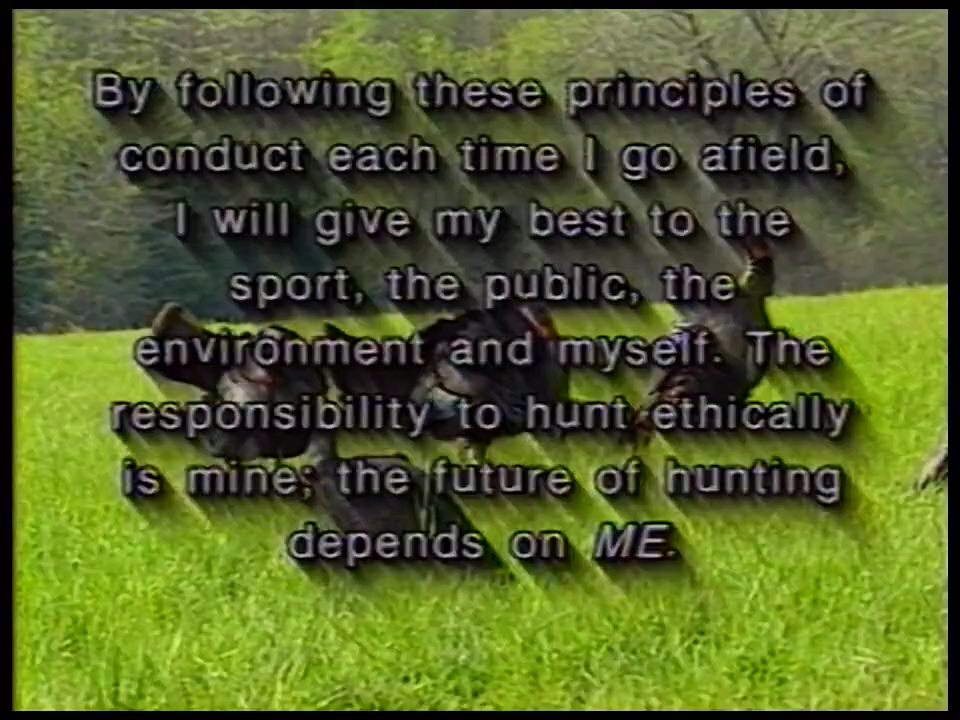 By following these principles of
conduct each time I go afield,
I will give my best to the
sport, the public, the
environment and myself. The
responsibility to hunt ethically
is mine; the future of hunting
depends on ME.